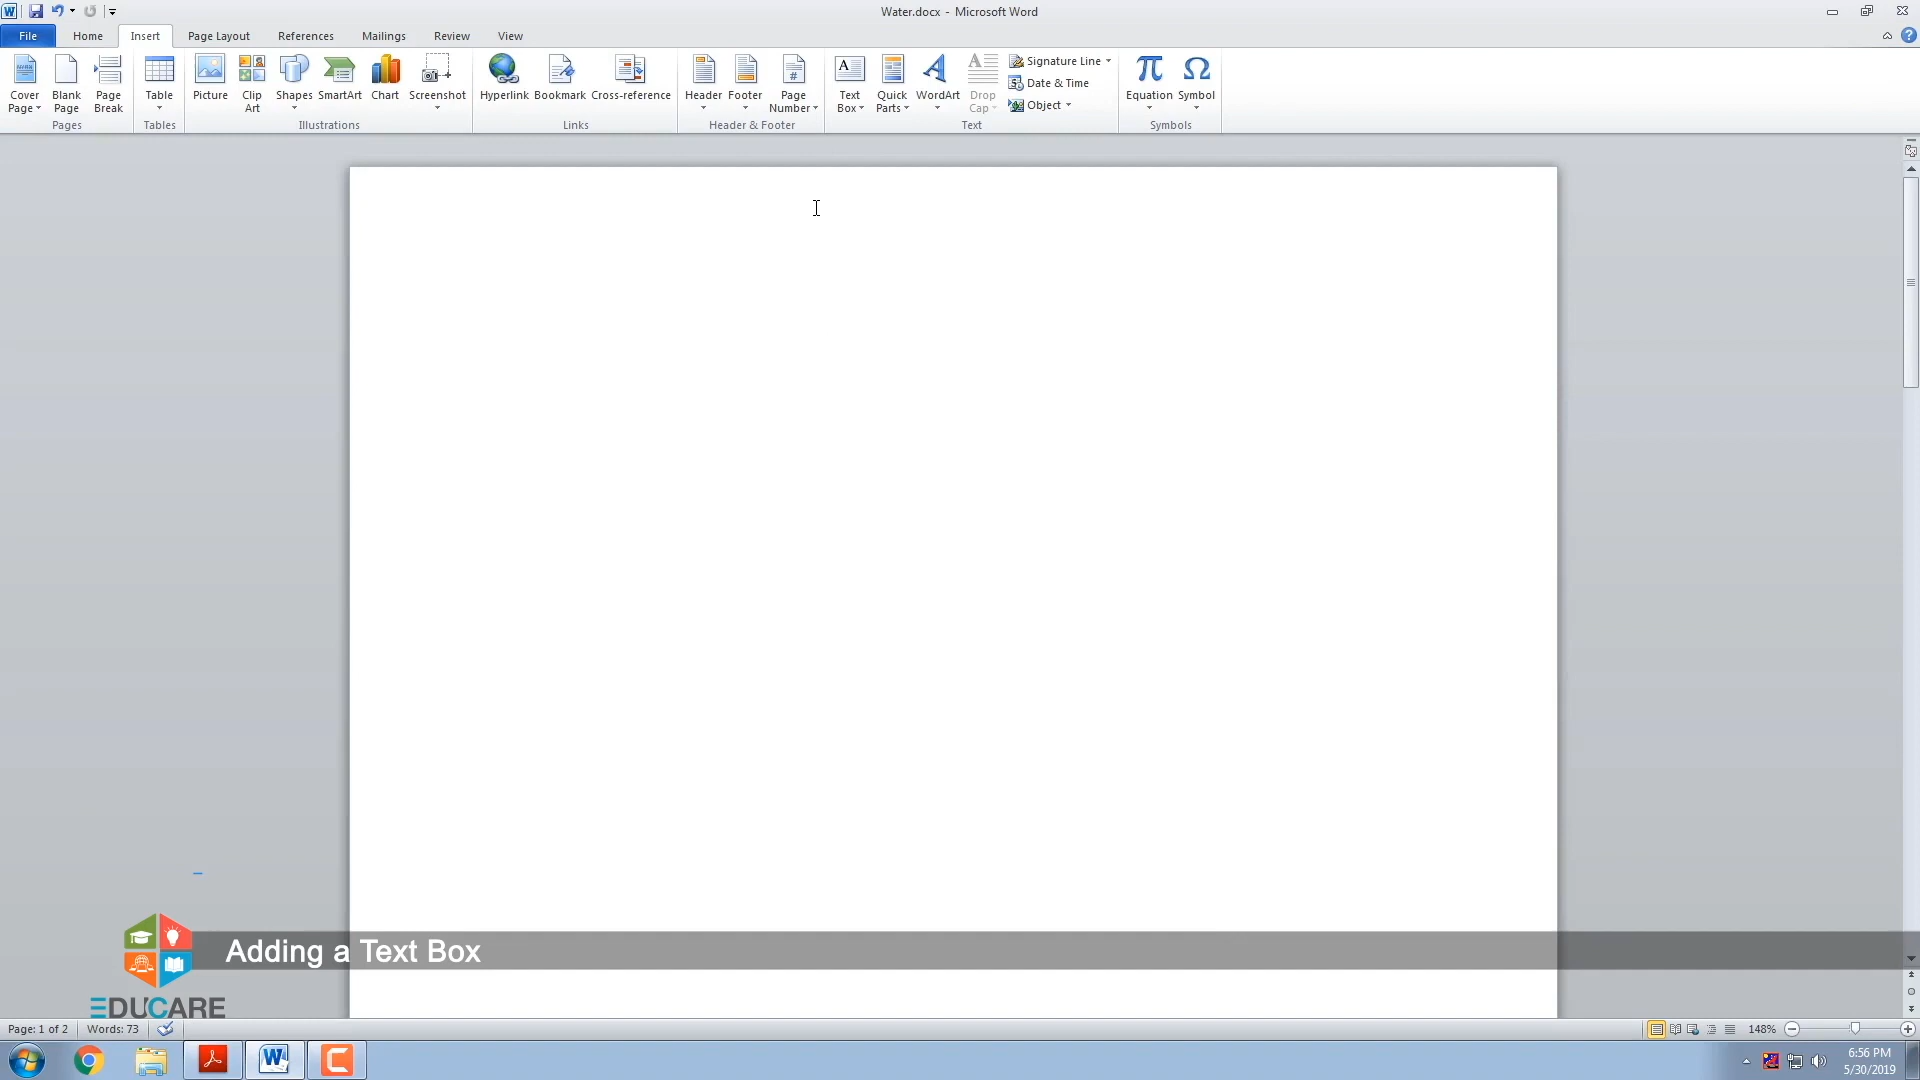 Water.docx - Microsoft Word
File Home Insert Page Layout References Mailings Review View
Cover Page
Blank Page
Page Break
Table
Picture
Clip Art
Shapes
SmartArt
Chart
Screenshot
Hyperlink
Bookmark
Cross-reference
Header
Footer
Page Number
Text Box
Quick Parts
WordArt
Drop Cap
Signature Line
Date & Time
Object
Equation
Symbol
Pages Tables Illustrations Links Header & Footer Text Symbols
Adding a Text Box
EDUCARE
Page: 1 of 2 Words: 73 148%
6:56 PM
5/30/2019